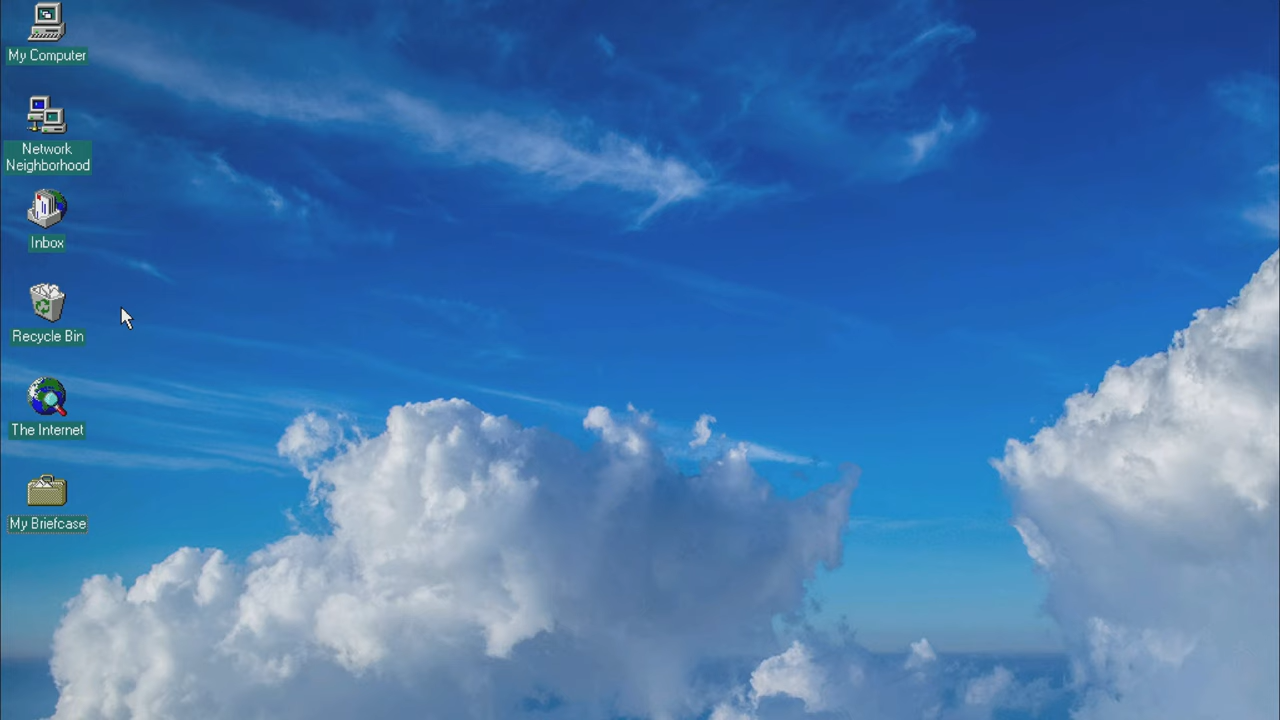 My Computer
Network
Neighborhood
Inbox
Recycle Bin
The Internet
My Briefcase